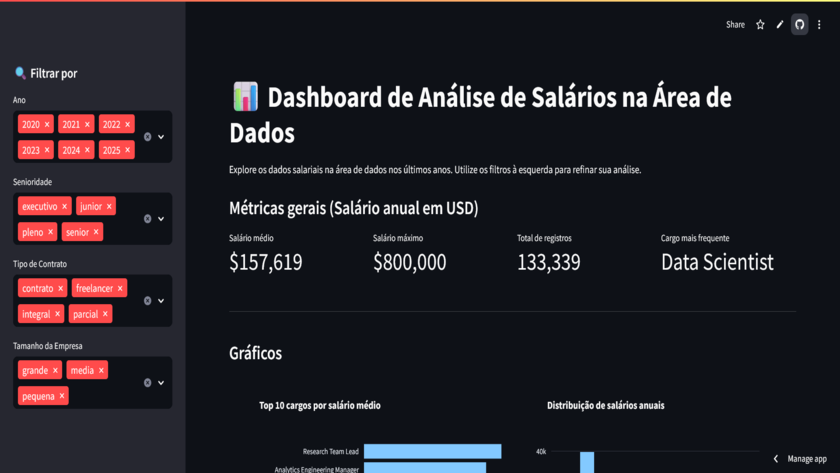 Share
Filtrar por
Ano
2020 × 2021 × 2022 ×
2023 × 2024 × 2025 ×
Senioridade
executivo × junior ×
pleno × senior ×
Tipo de Contrato
contrato × freelancer ×
integral × parcial ×
Tamanho da Empresa
grande × media ×
pequena ×
Dashboard de Análise de Salários na Área de
Dados
Explore os dados salariais na área de dados nos últimos anos. Utilize os filtros à esquerda para refinar sua análise.
Métricas gerais (Salário anual em USD)
Salário médio
$157,619
Salário máximo
$800,000
Total de registros
133,339
Cargo mais frequente
Data Scientist
Gráficos
Top 10 cargos por salário médio
Research Team Lead
Analytics Engineering Manager
Distribuição de salários anuais
40k
Manage app